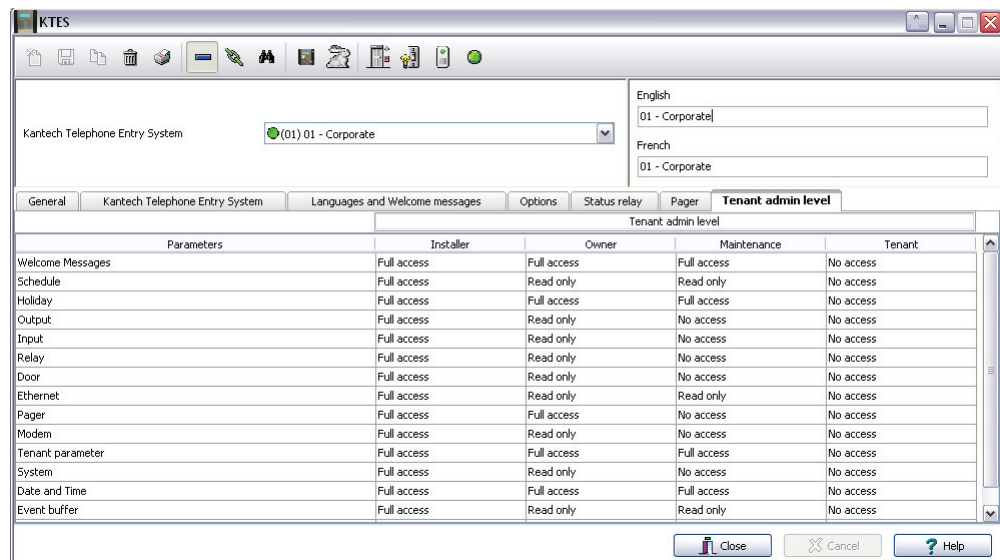 KTES
English
01 - Corporate
Kantech Telephone Entry System (01) 01 - Corporate
French
01 - Corporate
General Kantech Telephone Entry System Languages and Welcome messages Options Status relay Pager Tenant admin level
Tenant admin level
Parameters Installer Owner Maintenance Tenant
Welcome Messages Full access Full access Full access No access
Schedule Full access Read only Read only No access
Holiday Full access Full access Full access No access
Output Full access Read only No access No access
Input Full access Read only No access No access
Relay Full access Read only No access No access
Door Full access Read only No access No access
Ethernet Full access Read only Read only No access
Pager Full access Full access No access No access
Modem Full access Read only No access No access
Tenant parameter Full access Full access Full access No access
System Full access Read only No access No access
Date and Time Full access Full access Full access No access
Event buffer Full access Read only Read only No access
Close Cancel ? Help